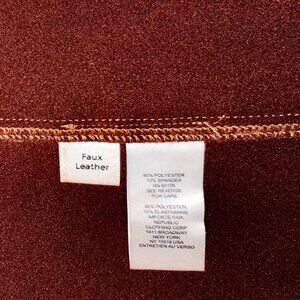 Faux
Leather
90% POLYESTER
10% SPANDEX
RN 92178
SEE REVERSE
FOR CARE
90% POLYESTER
10% ELASTHANNE
IMPORTE PAR:
REPUBLIC
CLOTHING CORP
1411 BROADWAY
NEW YORK
NY 10018 USA
ENTRETIEN AU VERSO